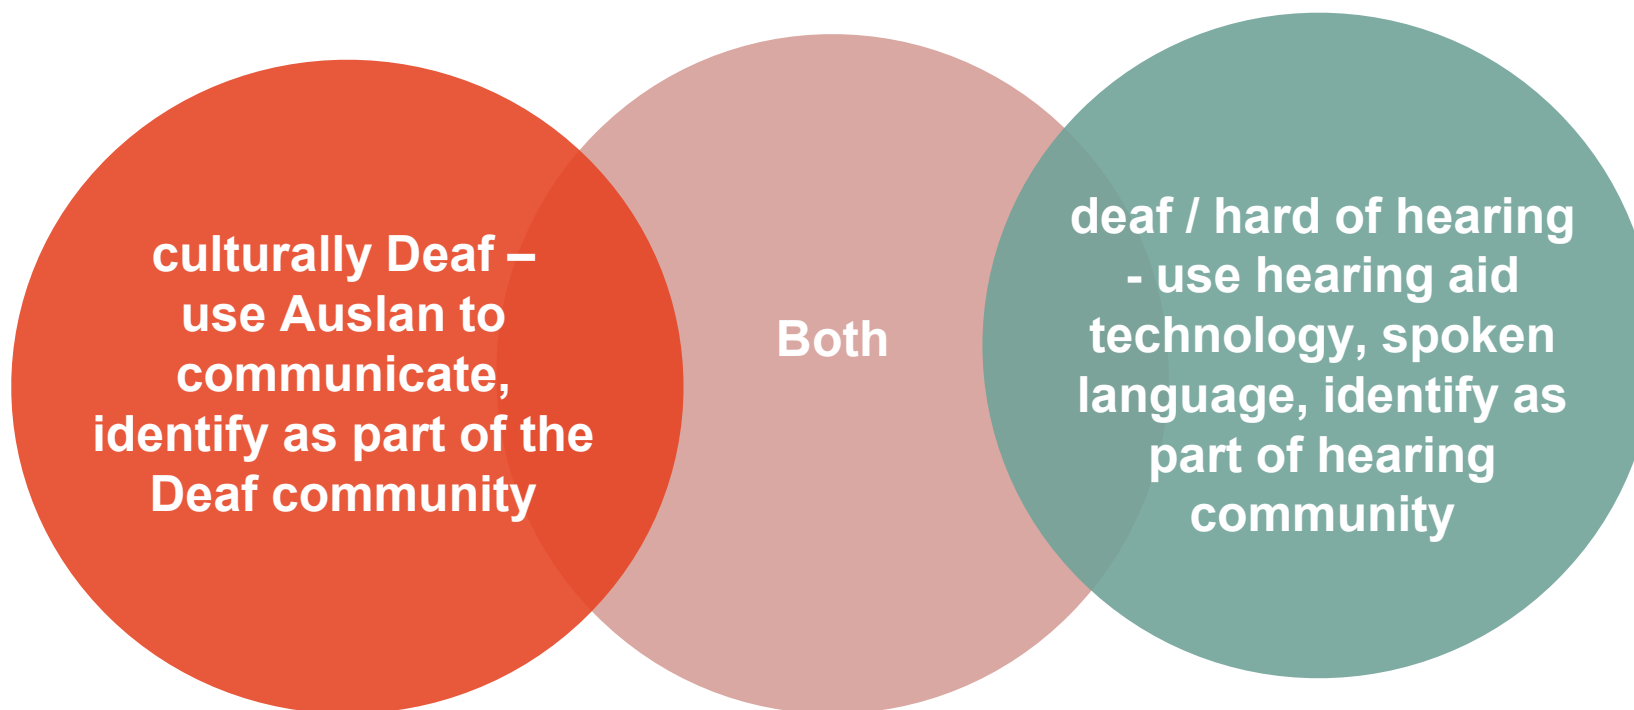 culturally Deaf –
use Auslan to
communicate,
identify as part of the
Deaf community
Both
deaf / hard of hearing
- use hearing aid
technology, spoken
language, identify as
part of hearing
community